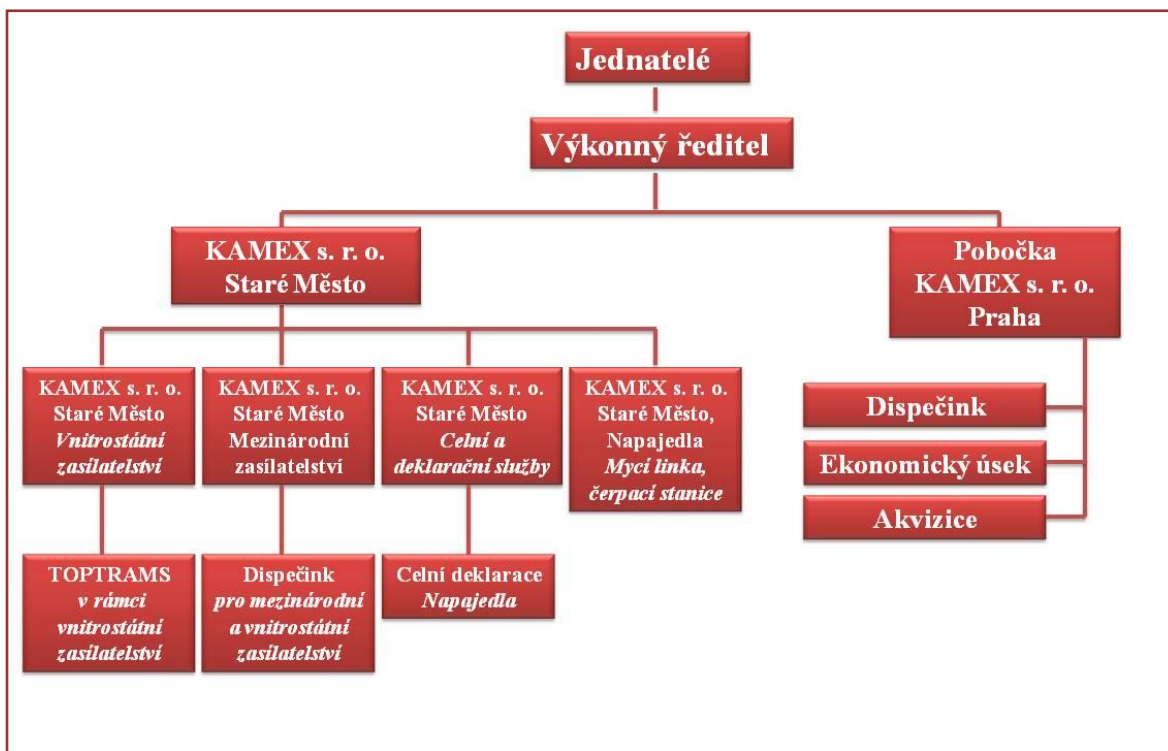 Jednatelé
Výkonný ředitel
KAMEX s. r. o.
Staré Město
Pobočka
KAMEX s. r. o.
Praha
KAMEX s. r. o.
Staré Město
Vnitrostátní
zasílatelství
KAMEX s. r. o.
Staré Město
Mezinárodní
zasílatelství
KAMEX s. r. o.
Staré Město
Celní a
deklarační služby
KAMEX s. r. o.
Staré Město,
Napajedla
Mycí linka,
čerpací stanice
Dispečink
Ekonomický úsek
Akvizice
TOPTRAMS
v rámci
vnitrostátní
zasílatelství
Dispečink
pro mezinárodní
a vnitrostátní
zasílatelství
Celní deklarace
Napajedla